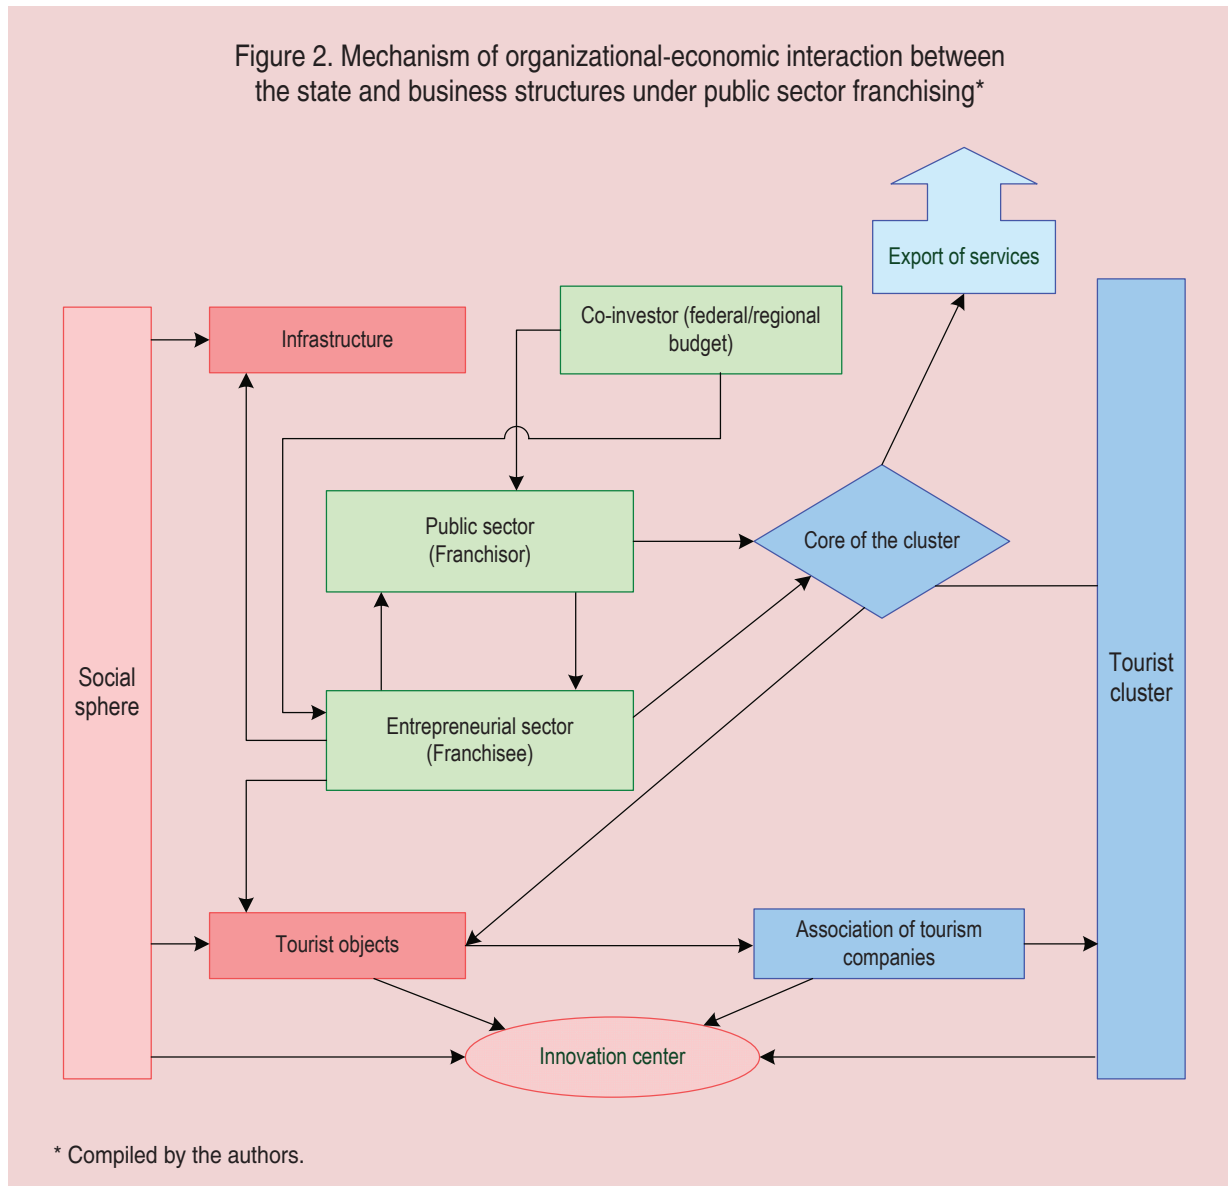 Figure 2. Mechanism of organizational-economic interaction between
the state and business structures under public sector franchising*
Export of services
Co-investor (federal/regional
budget)
Infrastructure
Public sector
(Franchisor)
Core of the cluster
Social
sphere
Tourist
cluster
Entrepreneurial sector
(Franchisee)
Tourist objects
Association of tourism
companies
Innovation center
* Compiled by the authors.